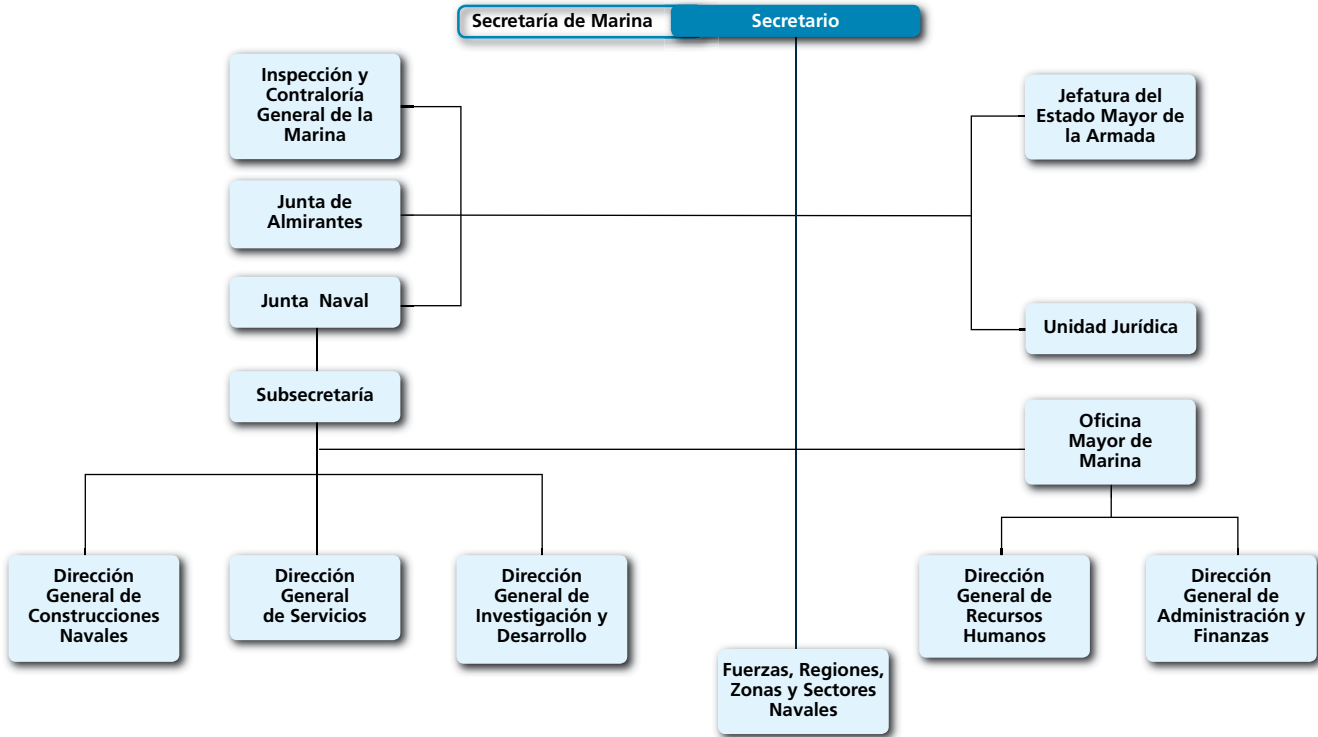 Secretaría de Marina
Secretario
Inspección y
Contraloría
General de la
Marina
Jefatura del
Estado Mayor de
la Armada
Junta de
Almirantes
Junta Naval
Unidad Jurídica
Subsecretaría
Oficina
Mayor de
Marina
Dirección
General de
Construcciones
Navales
Dirección
General
de Servicios
Dirección
General de
Investigación y
Desarrollo
Dirección
General de
Recursos
Humanos
Dirección
General de
Administración y
Finanzas
Fuerzas, Regiones,
Zonas y Sectores
Navales